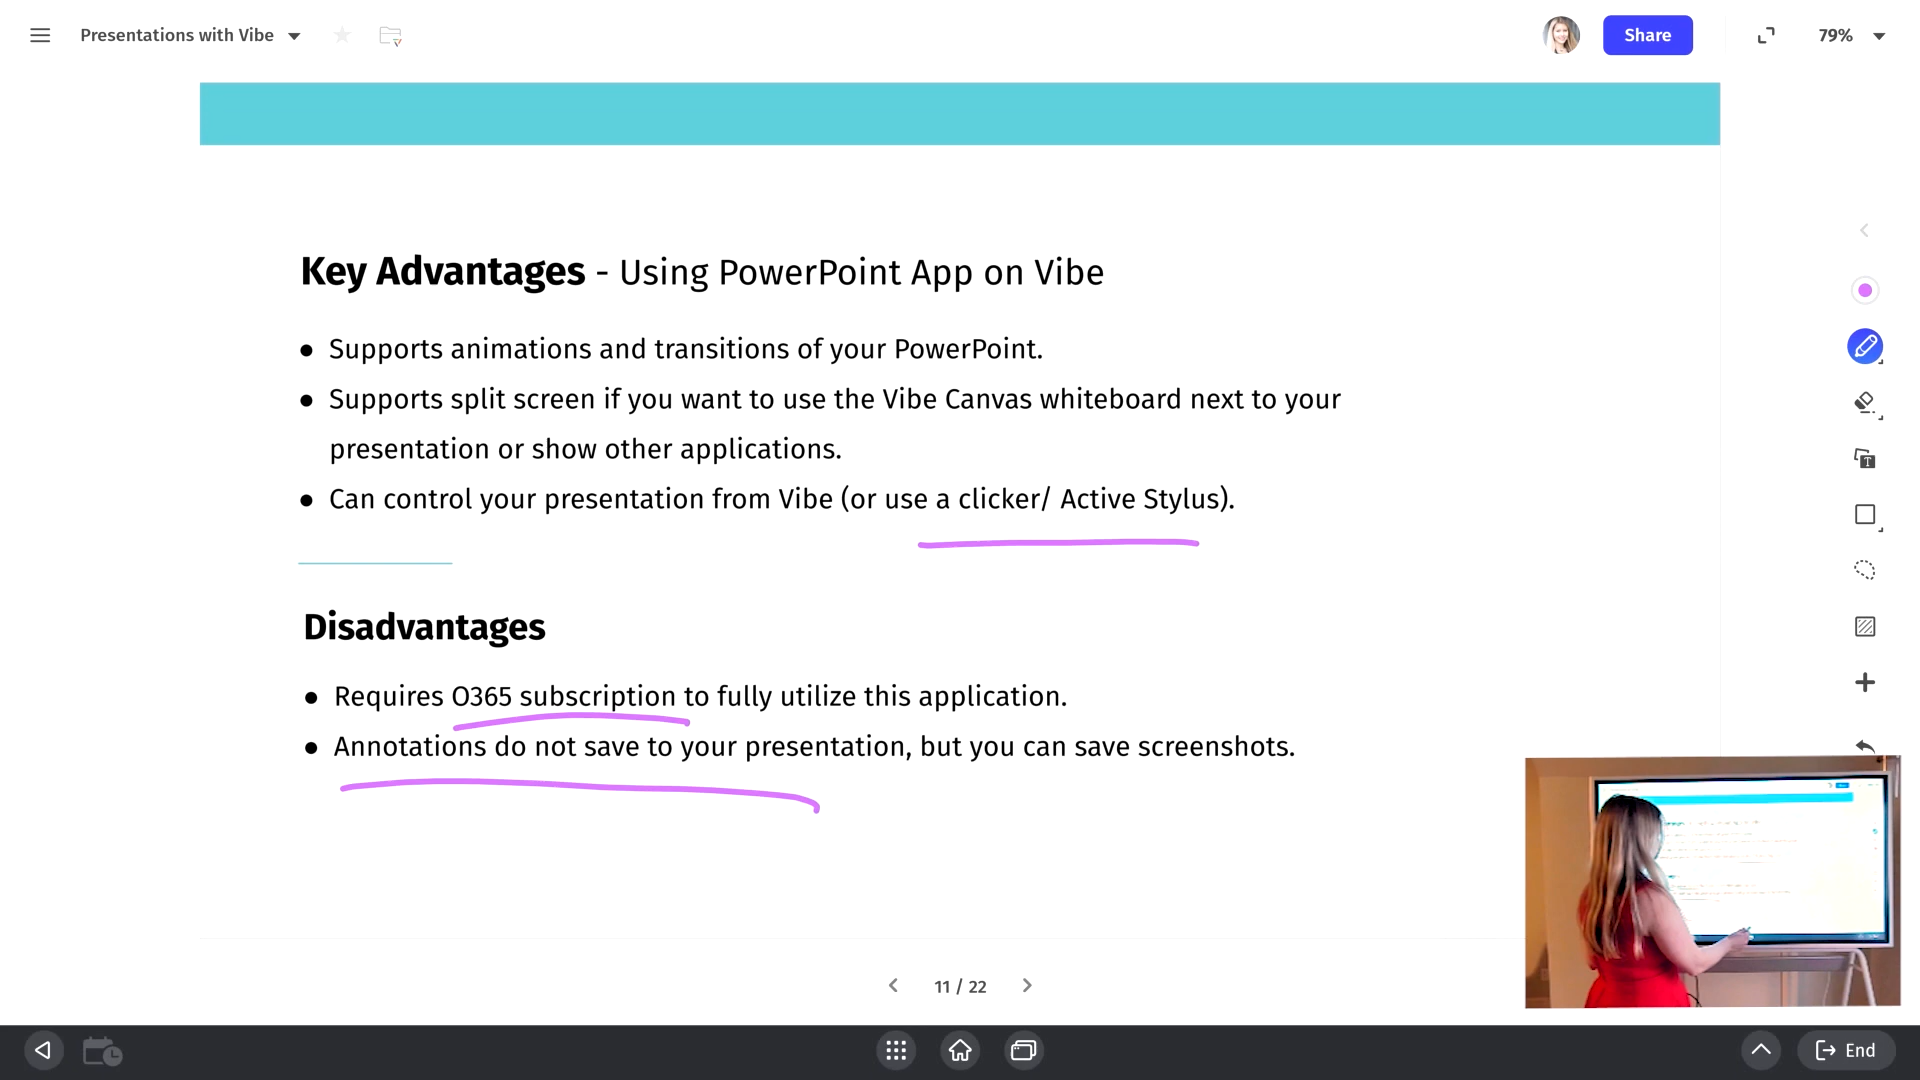 Presentations with Vibe
Share
79%
Key Advantages - Using PowerPoint App on Vibe
● Supports animations and transitions of your PowerPoint.
● Supports split screen if you want to use the Vibe Canvas whiteboard next to your
presentation or show other applications.
● Can control your presentation from Vibe (or use a clicker/ Active Stylus).
Disadvantages
● Requires O365 subscription to fully utilize this application.
● Annotations do not save to your presentation, but you can save screenshots.
11 / 22
End